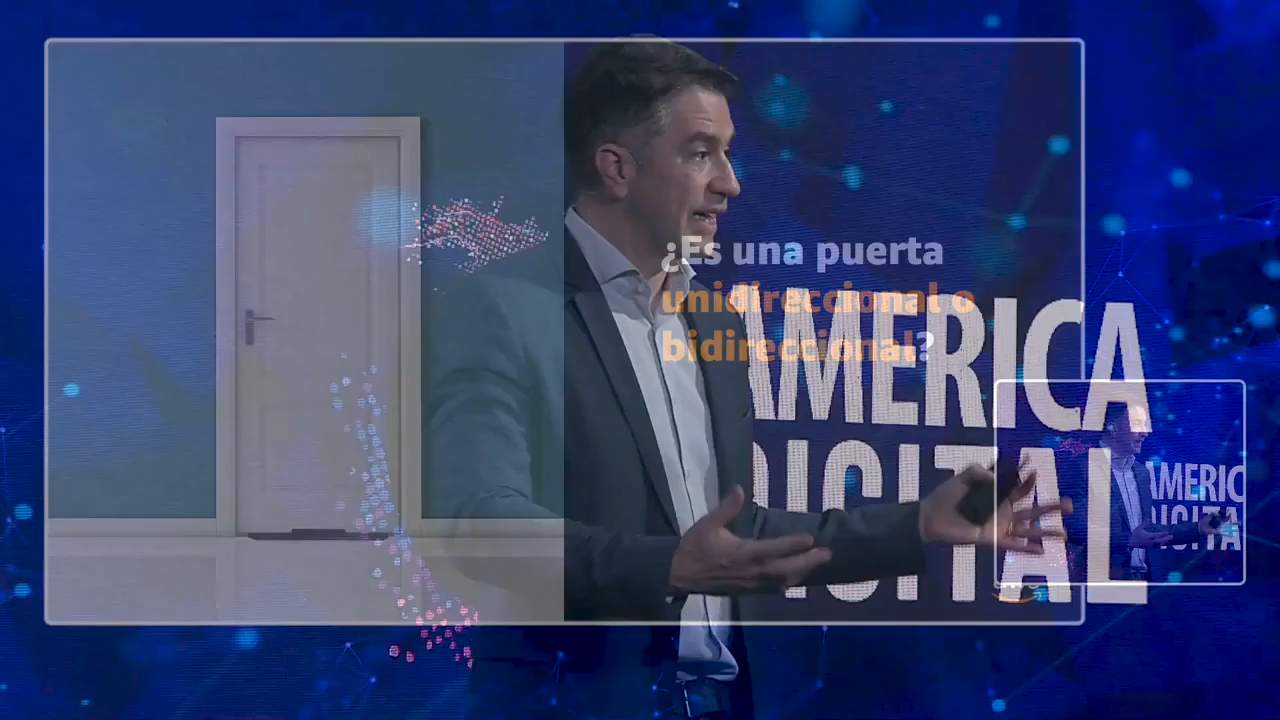 ¿Es una puerta
unidireccional o
bidireccional?
AMERICA
DIGITAL
AMERIC
DIGITA